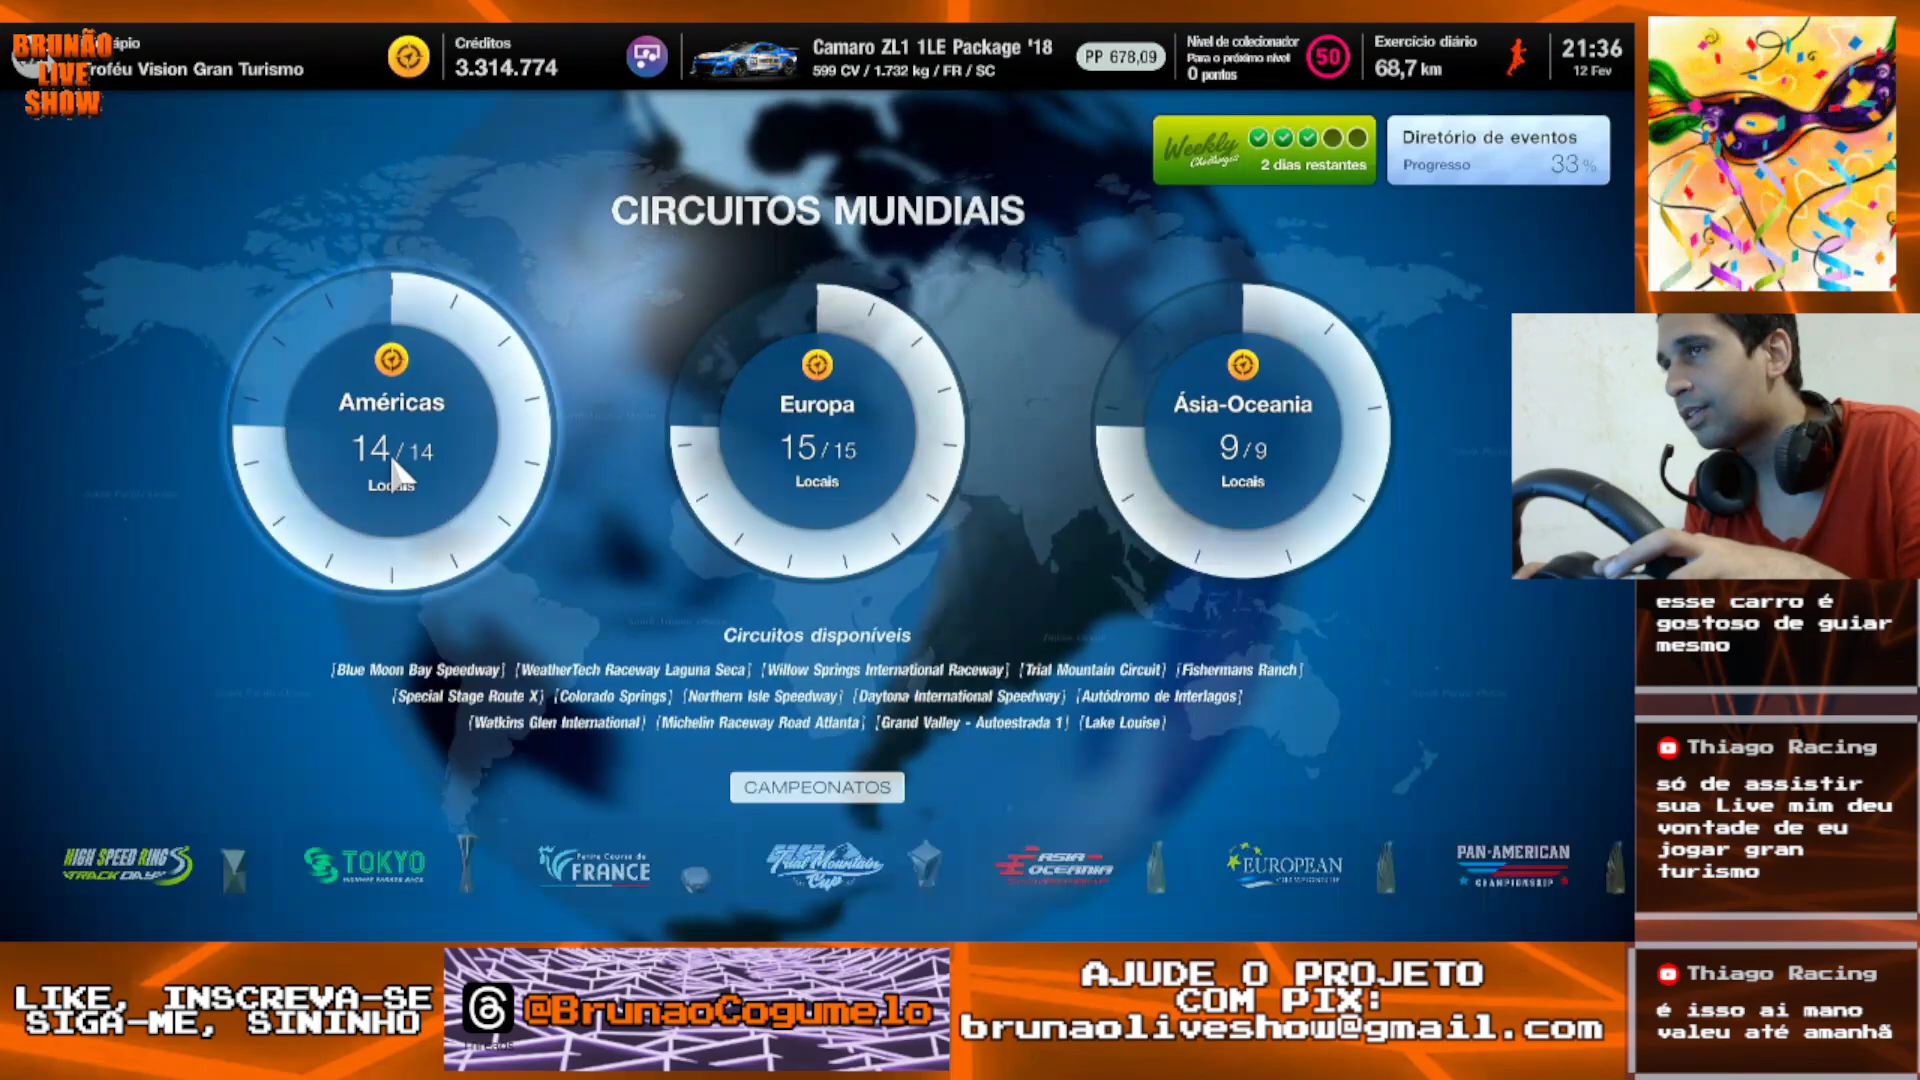 BRUNÃO
LIVE
SHOW
ápio
Troféu Vision Gran Turismo
Créditos
3.314.774
Camaro ZL1 1LE Package '18
599 CV / 1.732 kg / FR / SC
PP 678,09
Nível de colecionador
Para o próximo nível
0 pontos
50
Exercício diário
68,7 km
21:36
12 Fev
Weekly
Challenges
2 dias restantes
Diretório de eventos
Progresso
33 %
CIRCUITOS MUNDIAIS
Américas
14 / 14
Locais
Europa
15 / 15
Locais
Ásia-Oceania
9 / 9
Locais
Circuitos disponíveis
[Blue Moon Bay Speedway] [WeatherTech Raceway Laguna Seca] [Willow Springs International Raceway] [Trial Mountain Circuit] [Fishermans Ranch]
[Special Stage Route X] [Colorado Springs] [Northern Isle Speedway] [Daytona International Speedway] [Autódromo de Interlagos]
[Watkins Glen International] [Michelin Raceway Road Atlanta] [Grand Valley - Autoestrada 1] [Lake Louise]
CAMPEONATOS
HIGH SPEED RING
TRACK DAY
TOKYO
Petite Course de
FRANCE
Trial Mountain
Cup
ASIA
OCEANIA
EUROPEAN
CHAMPIONSHIP
PAN-AMERICAN
CHAMPIONSHIP
esse carro é
gostoso de guiar
mesmo
Thiago Racing
só de assistir
sua Live mim deu
vontade de eu
jogar gran
turismo
Thiago Racing
é isso ai mano
valeu até amanhã
LIKE, INSCREVA-SE
SIGA-ME, SININHO
@BrunaoCogumelo
Threads
AJUDE O PROJETO
COM PIX:
brunaoliveshow@gmail.com